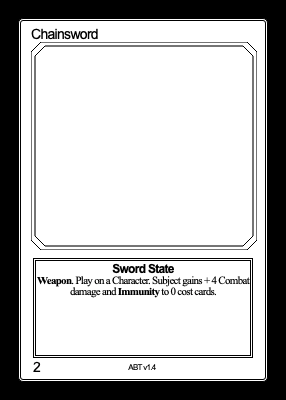 Chainsword
Sword State
Weapon. Play on a Character. Subject gains + 4 Combat
damage and Immunity to 0 cost cards.
2
ABT v1.4